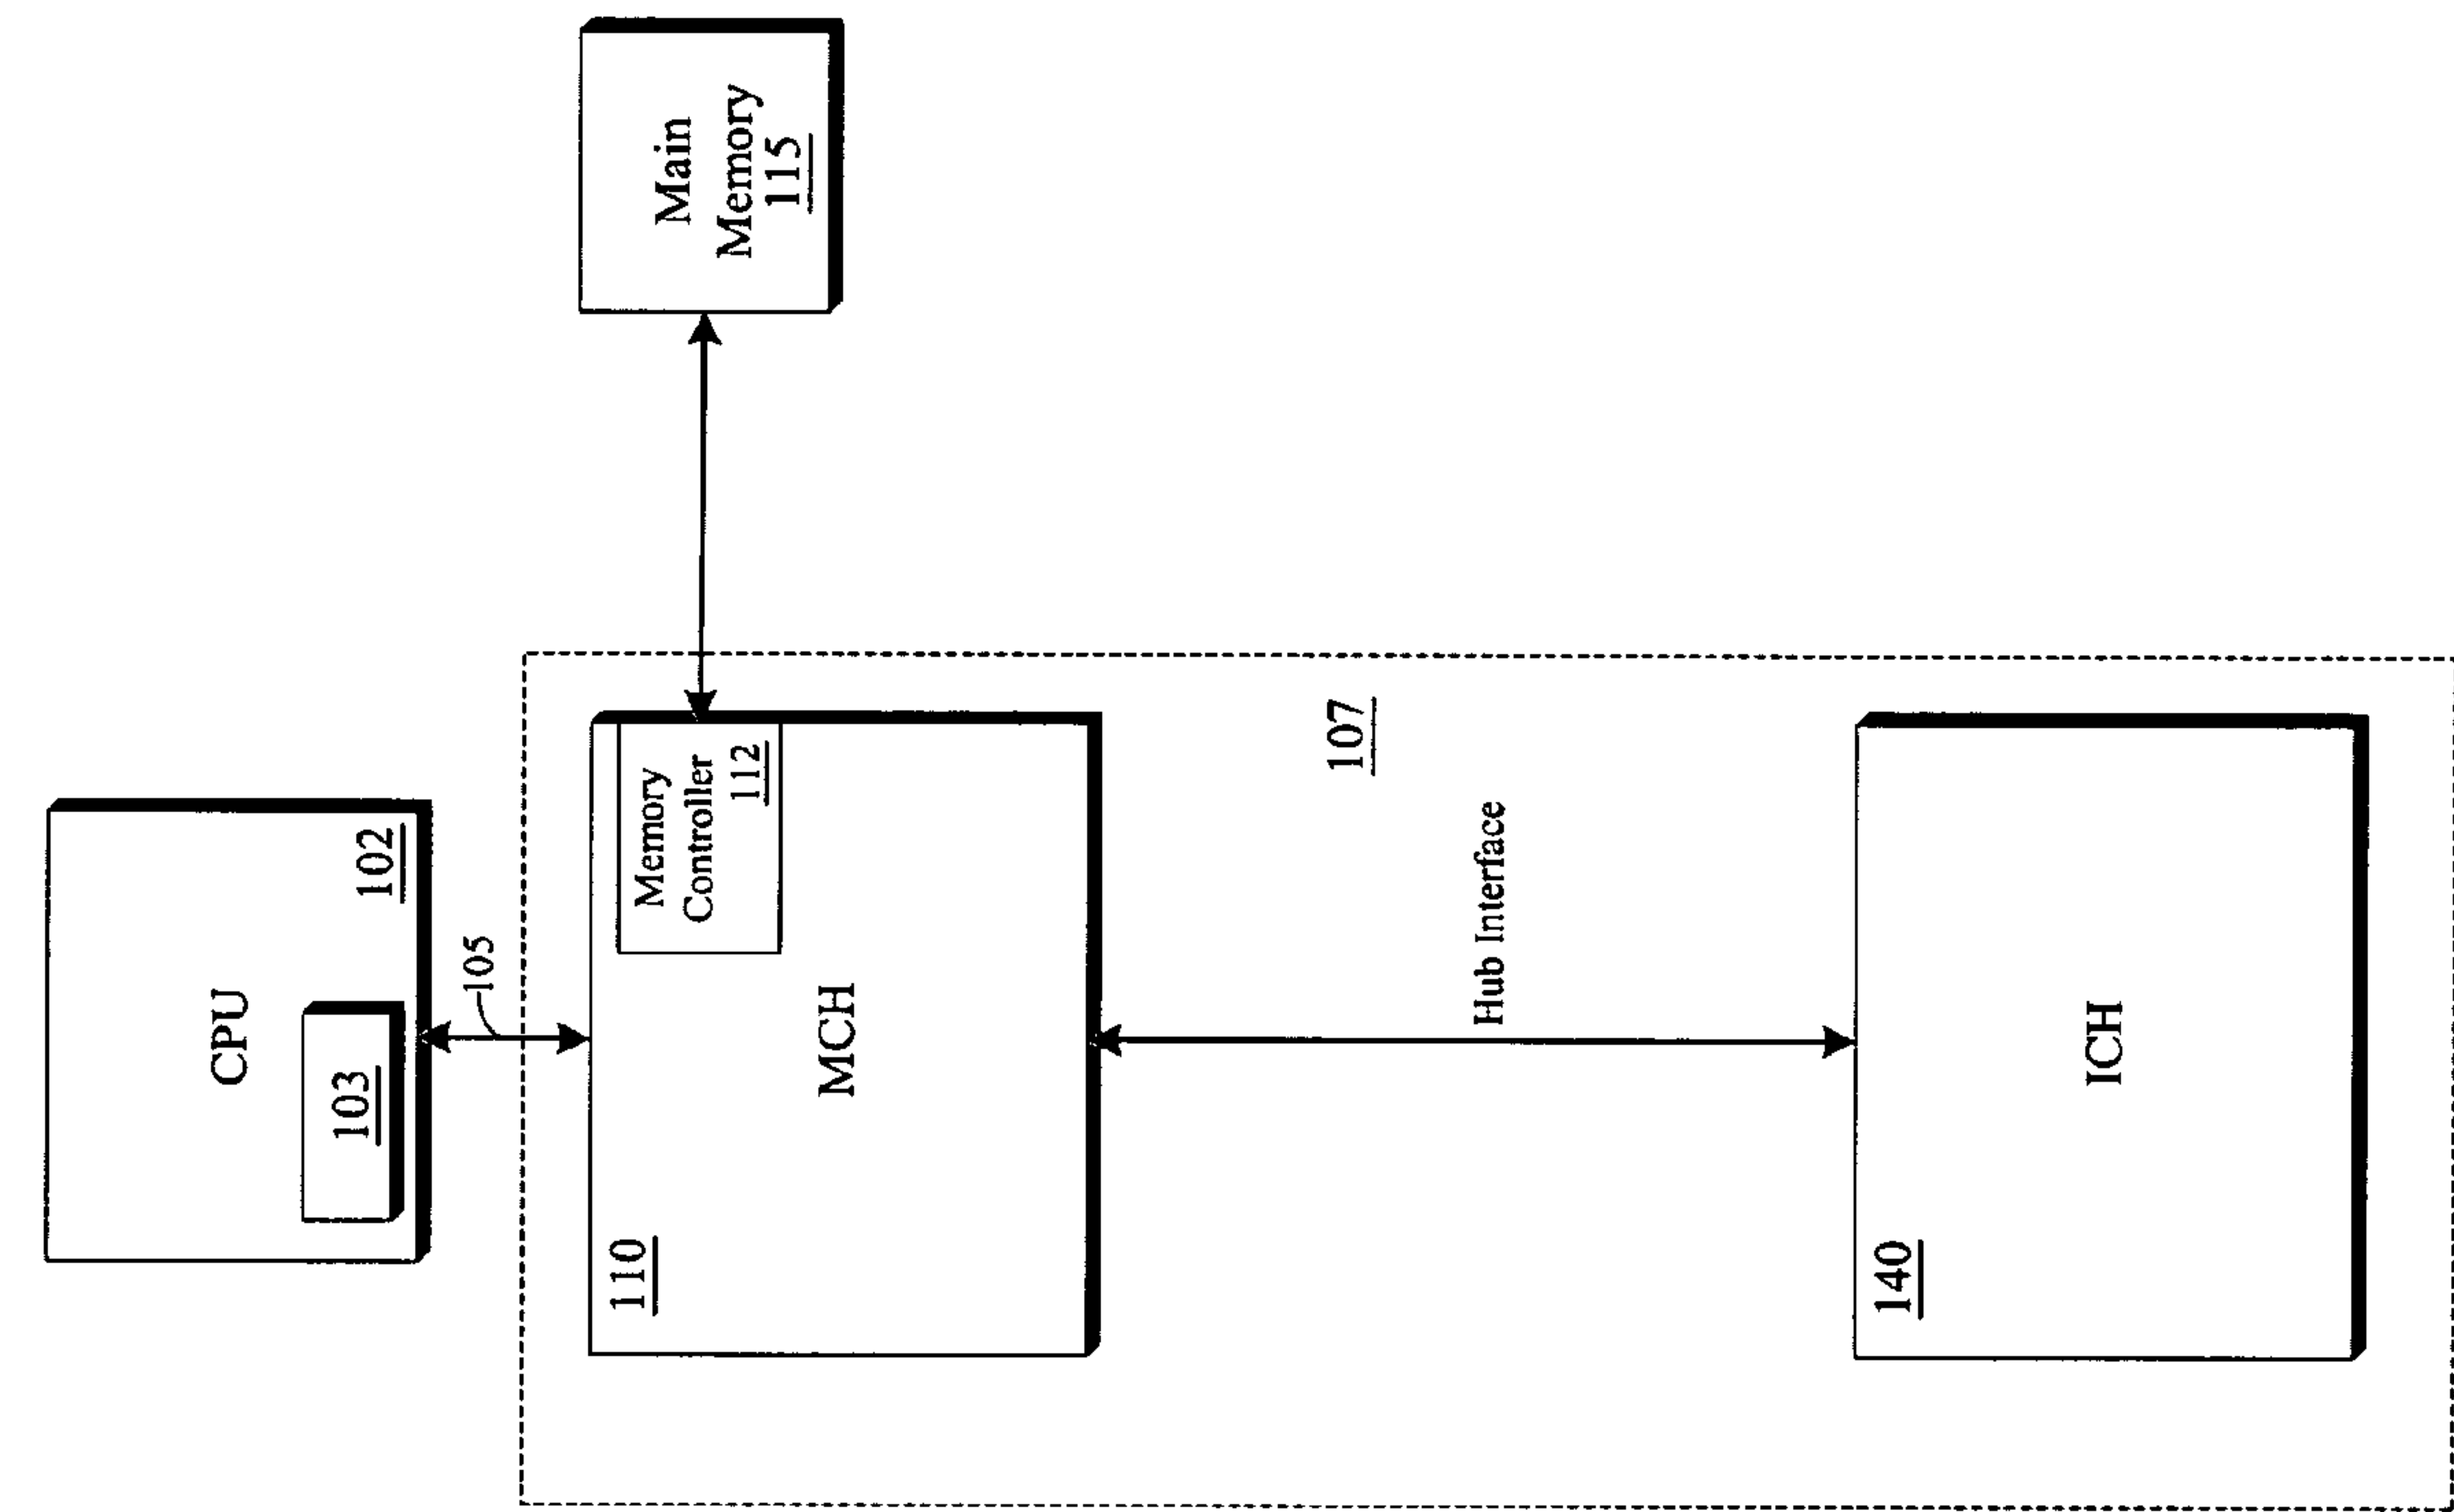 CPU
103
102
105
110
MCH
Memory
Controller
112
Main
Memory
115
107
Hub Interface
140
ICH